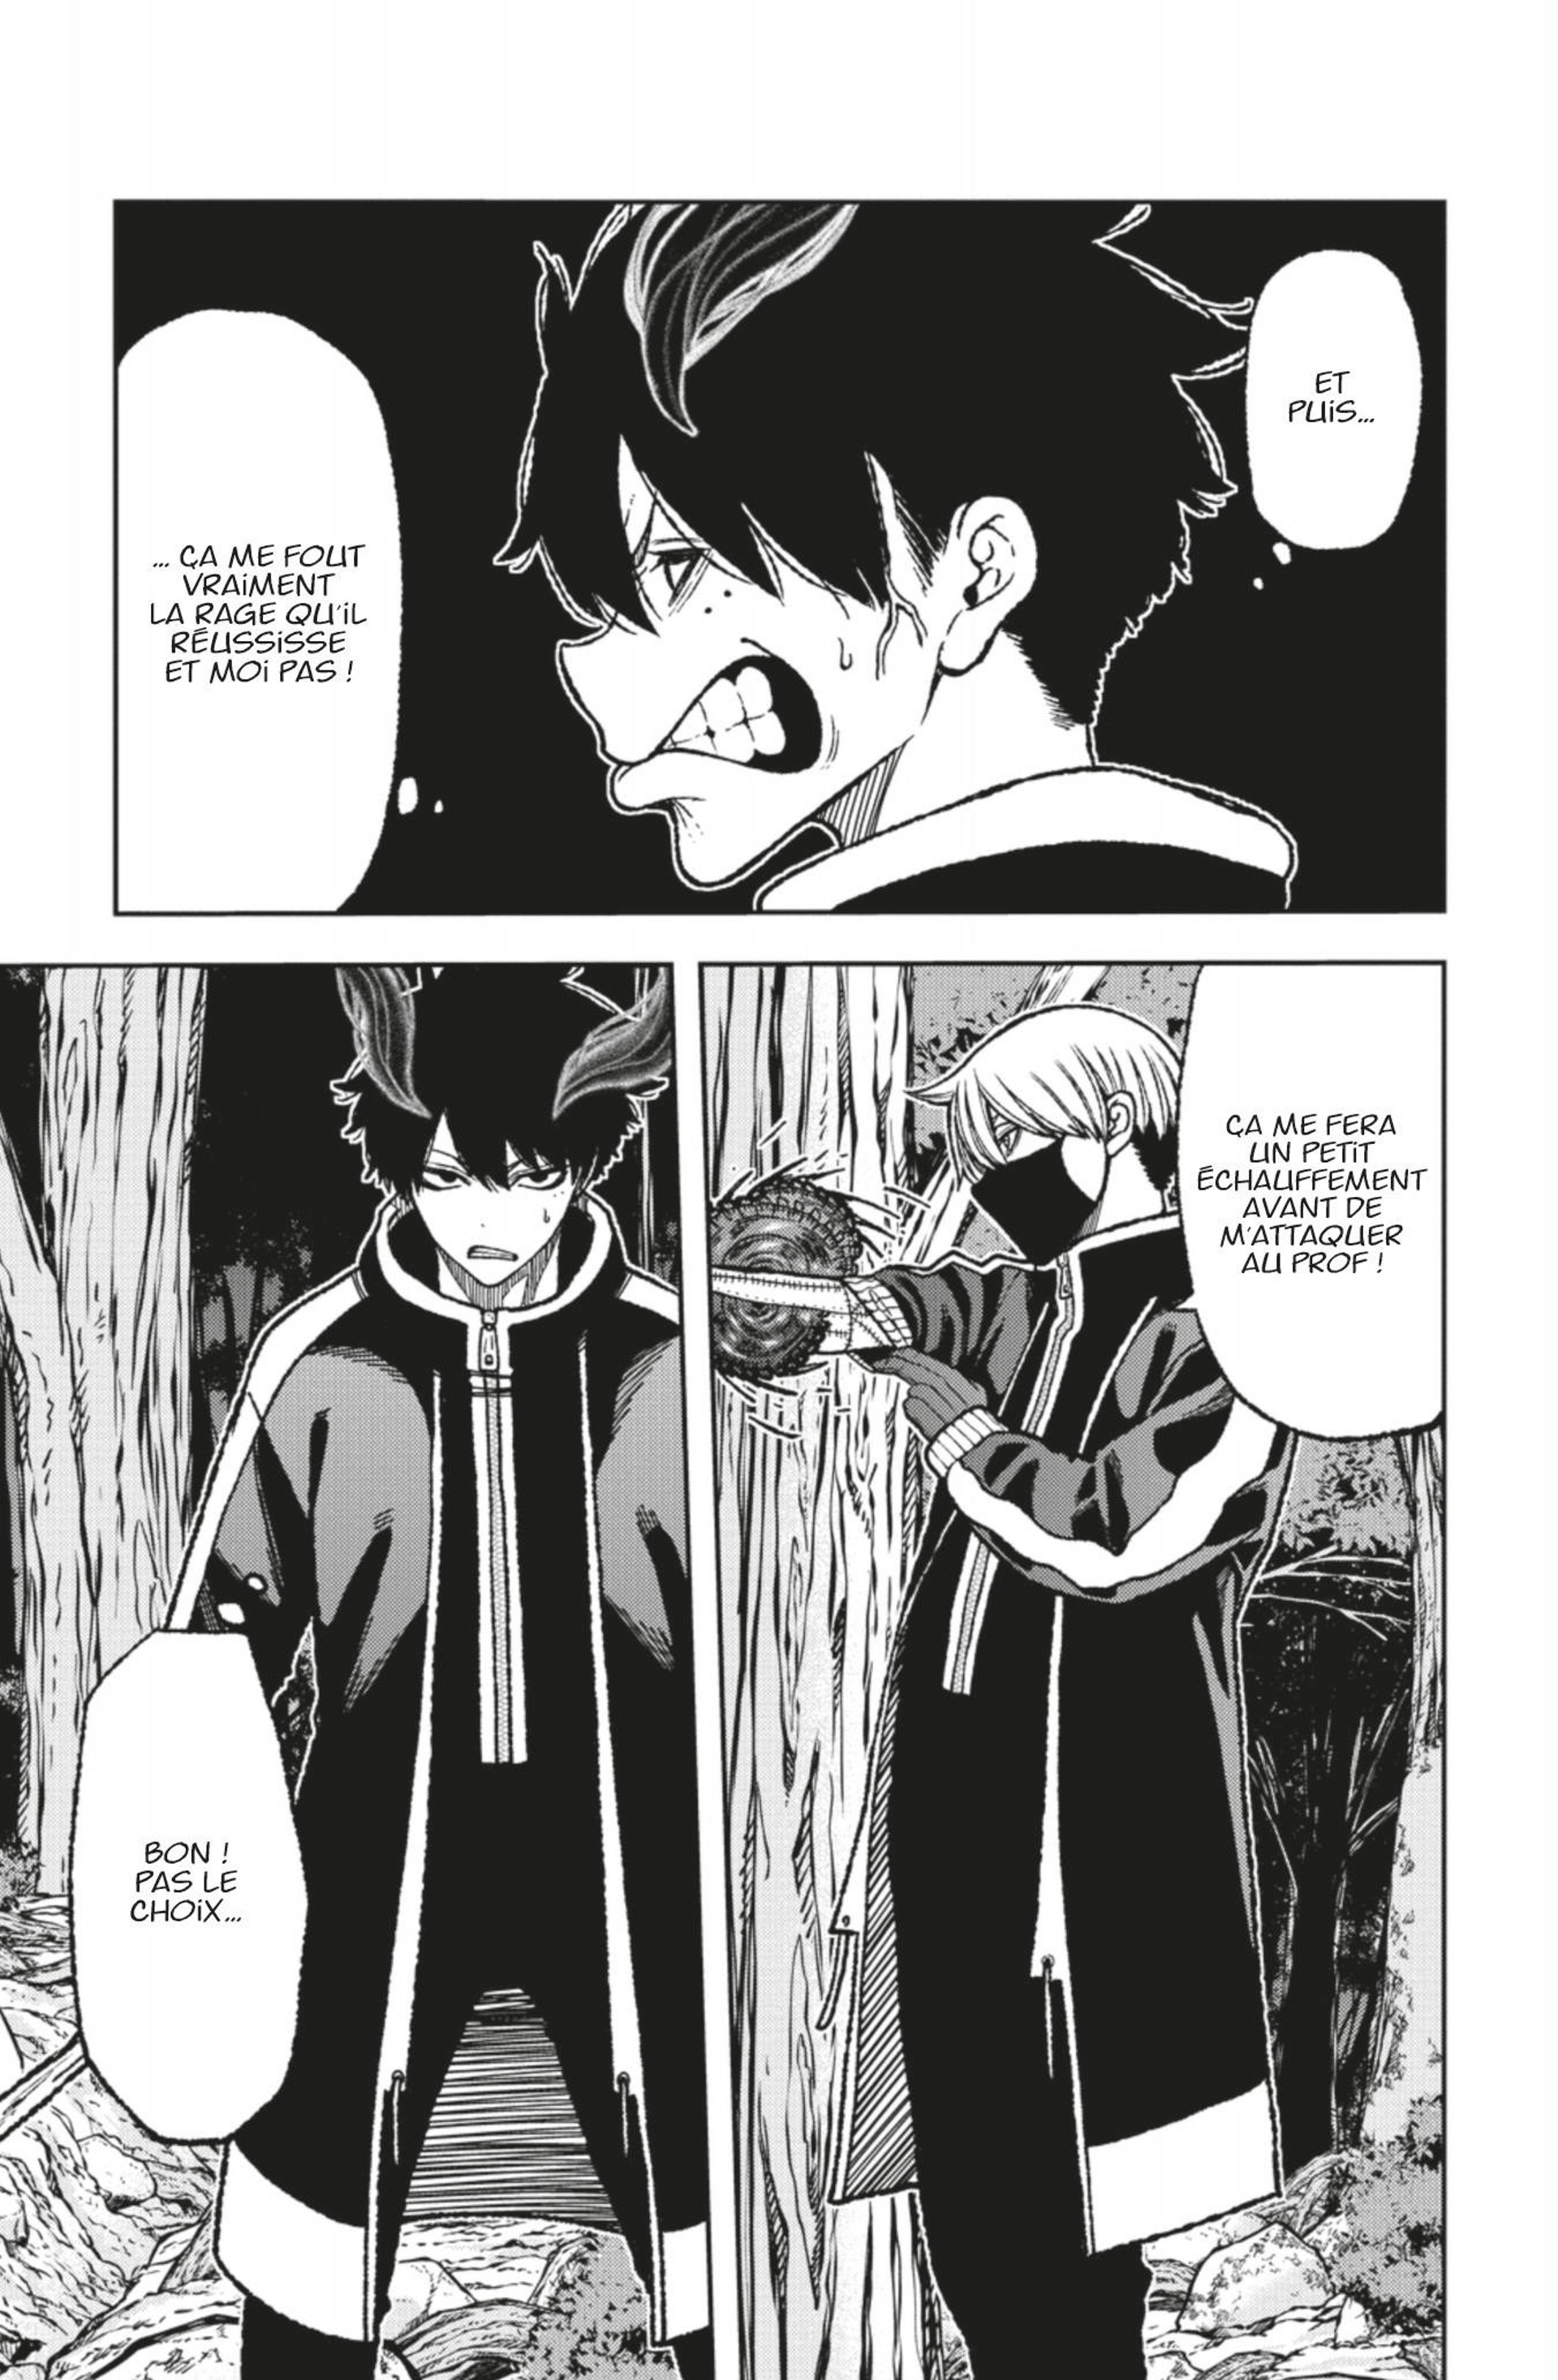 ET
PUiS...
... ÇA ME FOUT
VRAiMENT
LA RAGE QU'iL
RÉUSSiSSE
ET MOi PAS !
ÇA ME FERA
UN PETiT
ÉCHAUFFEMENT
AVANT DE
M'ATTAQUER
AU PROF !
BON !
PAS LE
CHOiX...